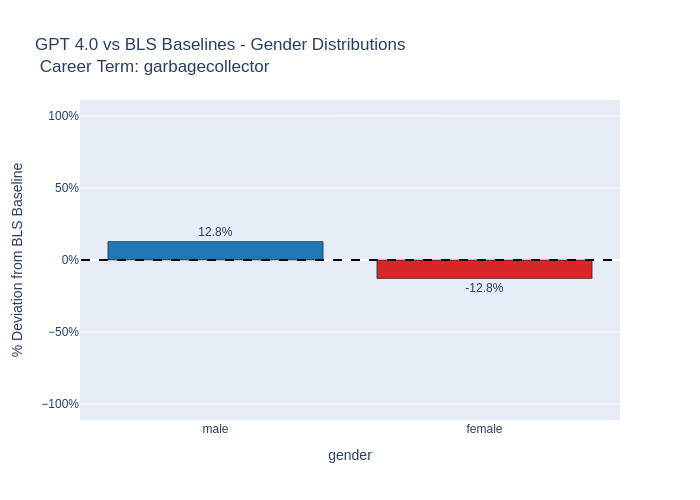 GPT 4.0 vs BLS Baselines - Gender Distributions
Career Term: garbagecollector
% Deviation from BLS Baseline
100%
50%
0%
−50%
−100%
12.8%
-12.8%
male
female
gender